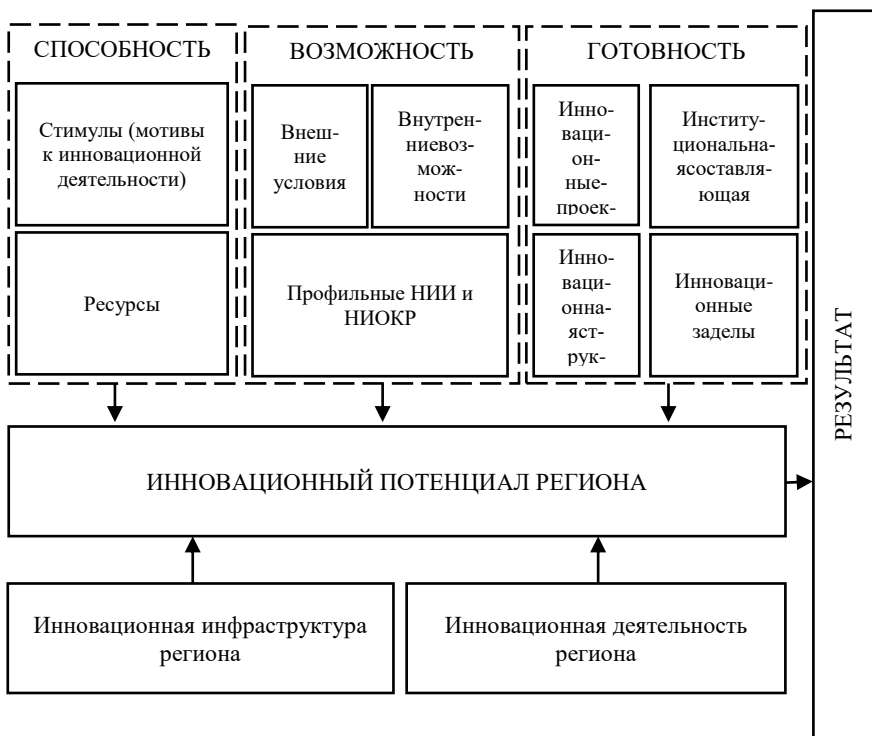 СПОСОБНОСТЬ
Стимулы (мотивы
к инновационной
деятельности)
Ресурсы
ВОЗМОЖНОСТЬ
Внеш-
ние
условия
Внутрен-
ниевоз-
мож-
ности
Профильные НИИ и
НИОКР
ГОТОВНОСТЬ
Инно-
ваци-
он-
ные-
проек-
Институ-
циональна-
ясоставля-
ющая
Инно-
ваци-
онна-
яст-
рук-
Инноваци-
онные
заделы
ИННОВАЦИОННЫЙ ПОТЕНЦИАЛ РЕГИОНА
Инновационная инфраструктура
региона
Инновационная деятельность
региона
РЕЗУЛЬТАТ